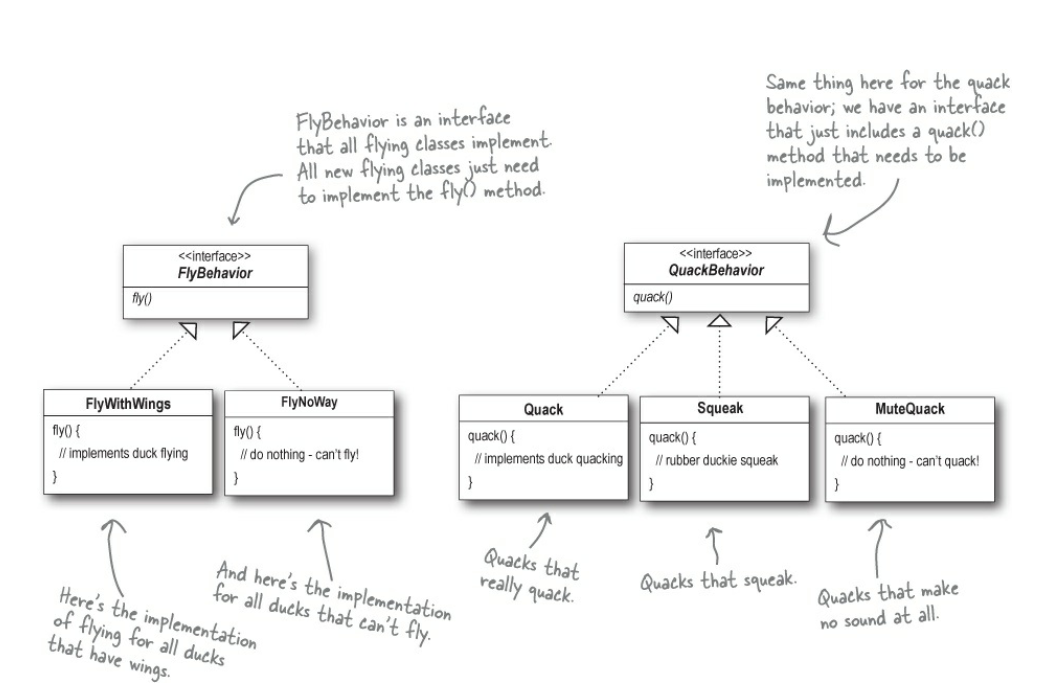 FlyBehavior is an interface
that all flying classes implement.
All new flying classes just need
to implement the fly() method.
Same thing here for the quack
behavior; we have an interface
that just includes a quack()
method that needs to be
implemented.
<<interface>>
FlyBehavior
fly()
<<interface>>
QuackBehavior
quack()
FlyWithWings
fly() {
// implements duck flying
}
FlyNoWay
fly() {
// do nothing - can't fly!
}
Quack
quack() {
// implements duck quacking
}
Squeak
quack() {
// rubber duckie squeak
}
MuteQuack
quack() {
// do nothing - can't quack!
}
Here's the implementation
of flying for all ducks
that have wings.
And here's the implementation
for all ducks that can't fly.
Quacks that
really quack.
Quacks that squeak.
Quacks that make
no sound at all.